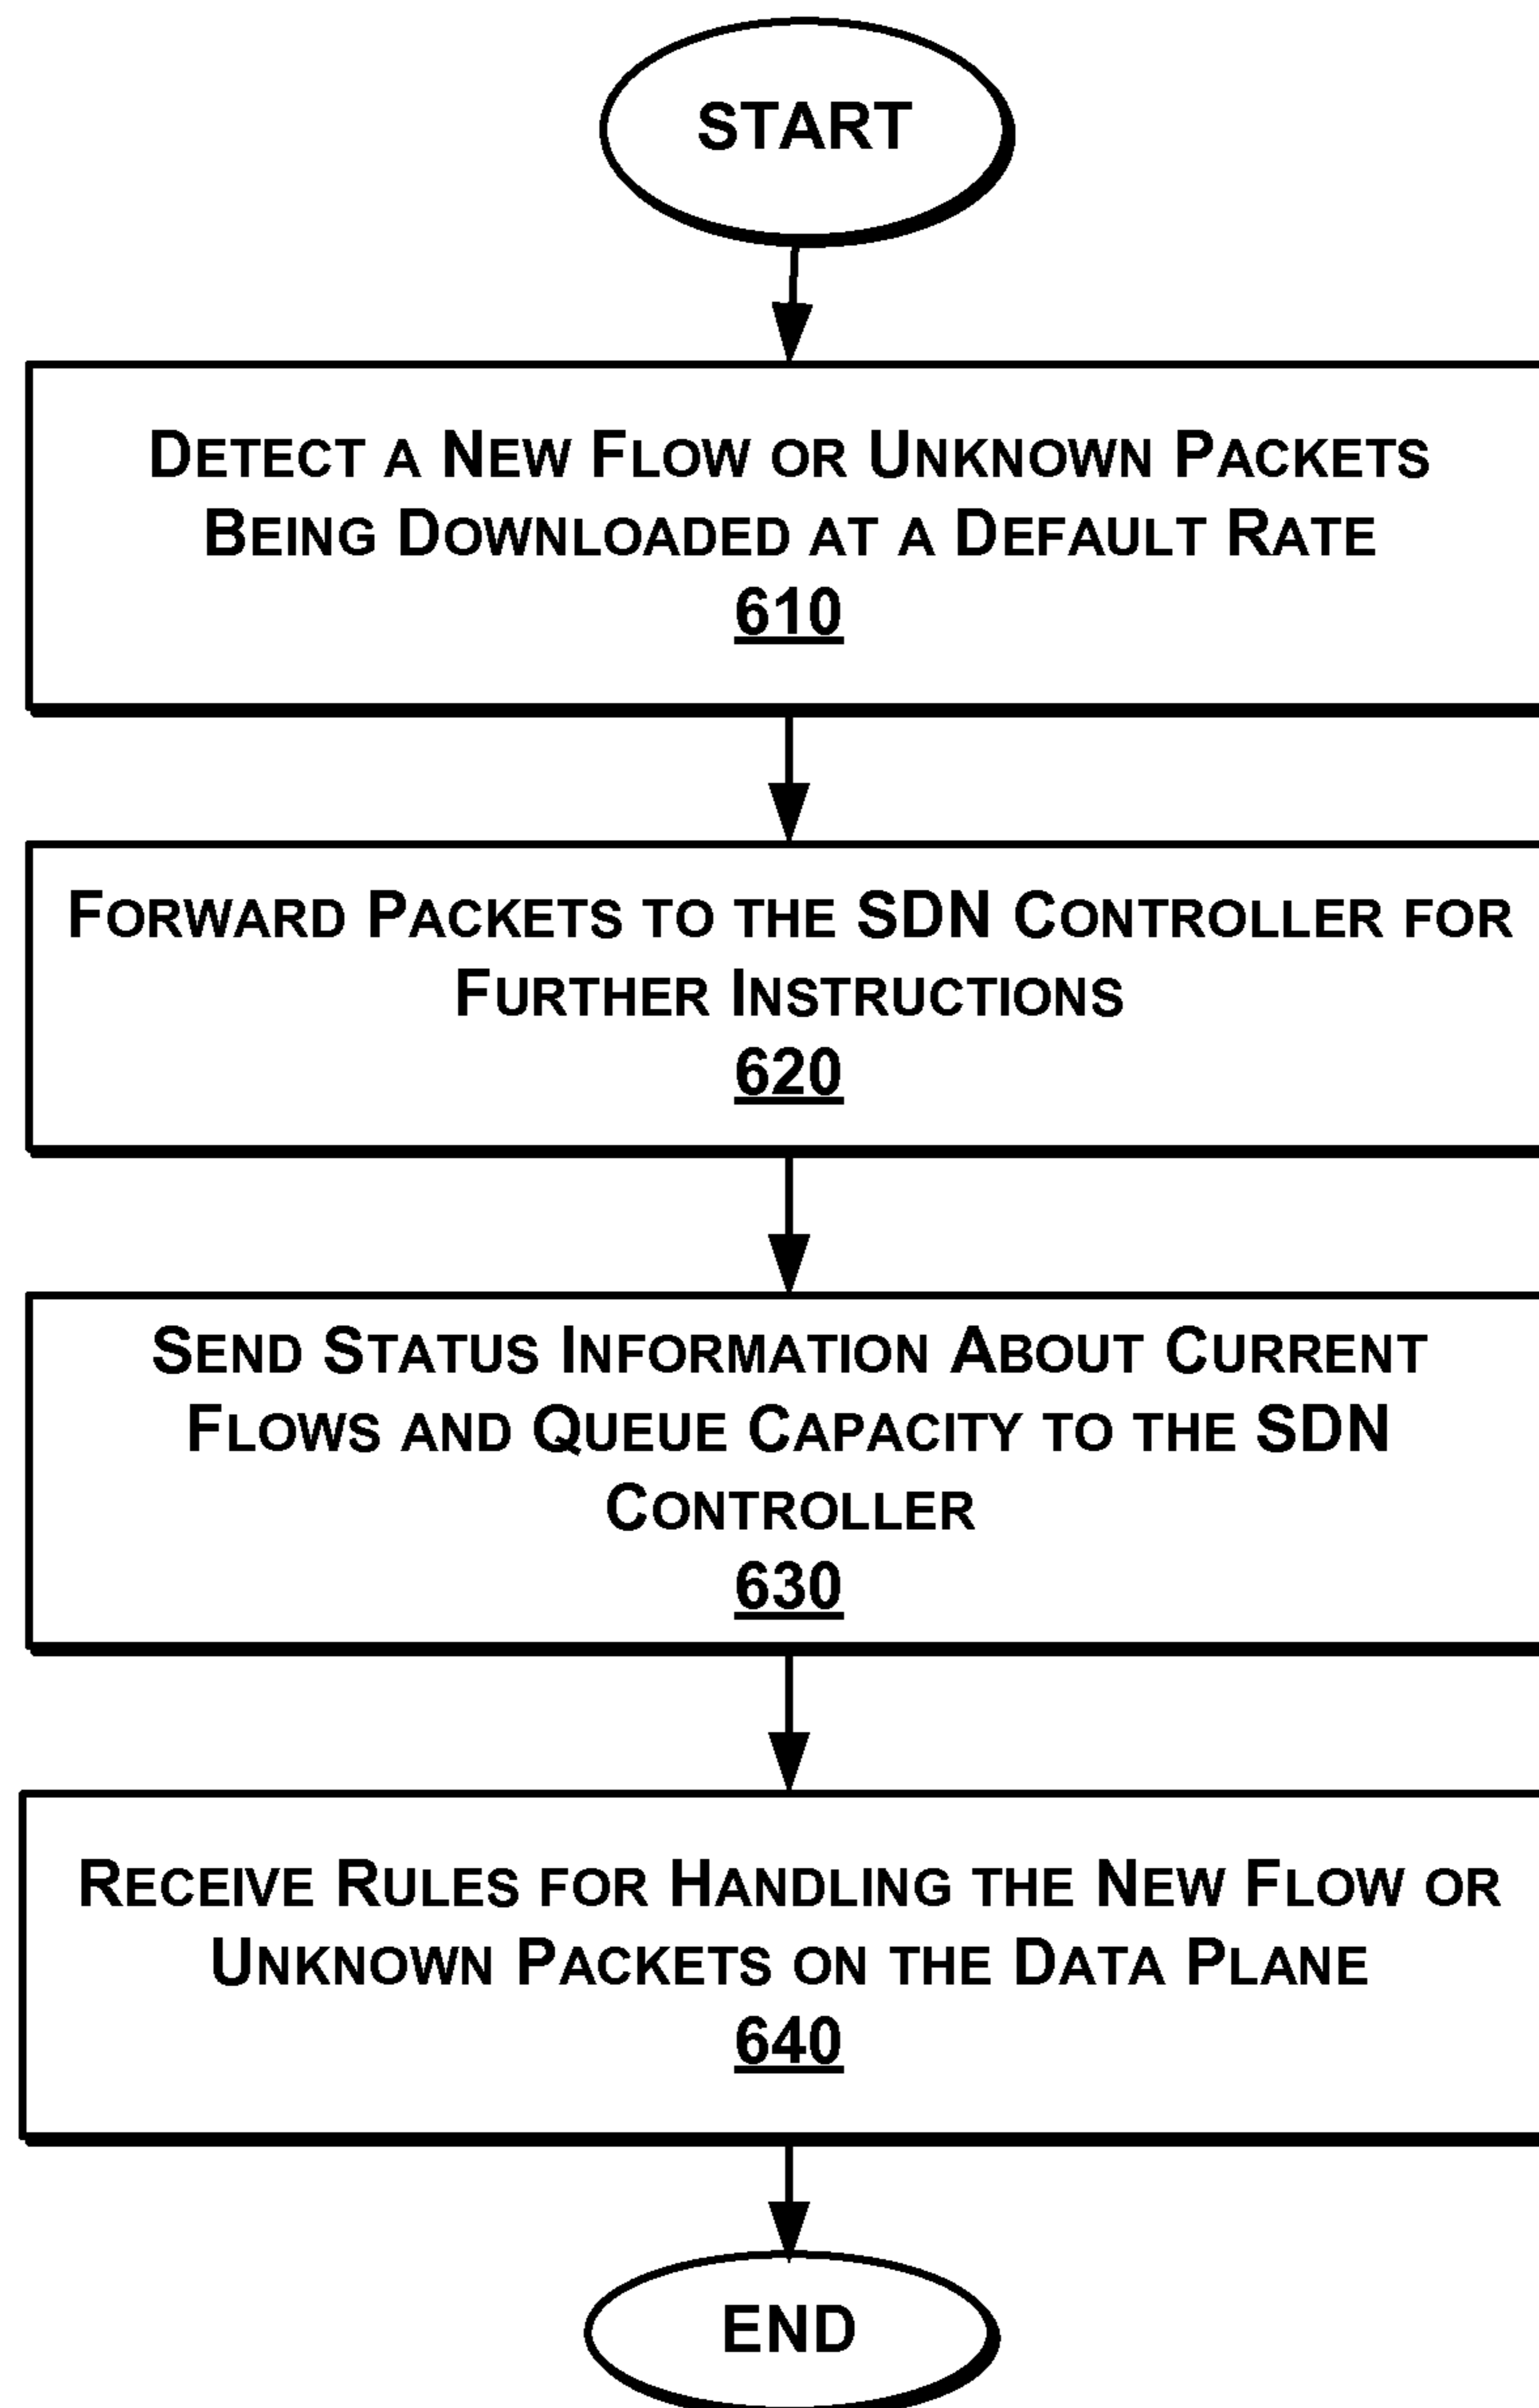 START
DETECT A NEW FLOW OR UNKNOWN PACKETS
BEING DOWNLOADED AT A DEFAULT RATE
610
FORWARD PACKETS TO THE SDN CONTROLLER FOR
FURTHER INSTRUCTIONS
620
SEND STATUS INFORMATION ABOUT CURRENT
FLOWS AND QUEUE CAPACITY TO THE SDN
CONTROLLER
630
RECEIVE RULES FOR HANDLING THE NEW FLOW OR
UNKNOWN PACKETS ON THE DATA PLANE
640
END